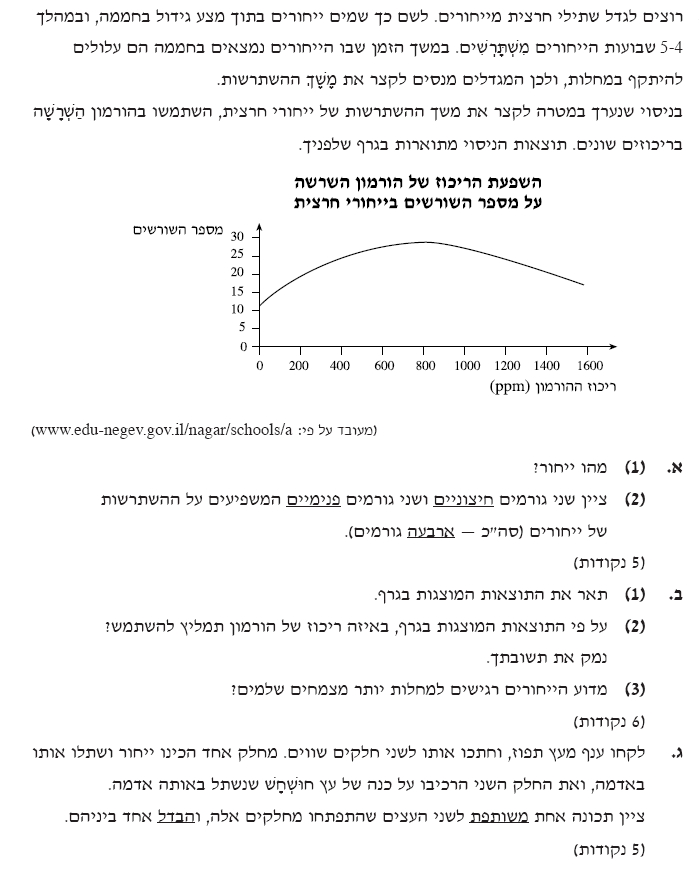 רוצים לגדל שתילי חרצית מייחורים. לשם כך שמים ייחורים בתוך מצע גידול בחממה, ובמהלך
5-4 שבועות הייחורים מִשְׁתָּרְשִׁים. במשך הזמן שבו הייחורים נמצאים בחממה הם עלולים
להיתקף במחלות, ולכן המגדלים מנסים לקצר את מֶשֶׁךְ ההשתרשות.
בניסוי שנערך במטרה לקצר את משך ההשתרשות של ייחורי חרצית, השתמשו בהורמון הַשְׁרָשָׁה
בריכוזים שונים. תוצאות הניסוי מתוארות בגרף שלפניך.
השפעת הריכוז של הורמון השרשה
על מספר השורשים בייחורי חרצית
מספר השורשים
30
25
20
15
10
5
0
0 200 400 600 800 1000 1200 1400 1600
ריכוז ההורמון (ppm)
(מעובד על פי: www.edu-negev.gov.il/nagar/schools/a)
א. (1) מהו ייחור?
(2) ציין שני גורמים חיצוניים ושני גורמים פנימיים המשפיעים על ההשתרשות
של ייחורים (סה"כ — ארבעה גורמים).
(5 נקודות)
ב. (1) תאר את התוצאות המוצגות בגרף.
(2) על פי התוצאות המוצגות בגרף, באיזה ריכוז של הורמון תמליץ להשתמש?
נמק את תשובתך.
(3) מדוע הייחורים רגישים למחלות יותר מצמחים שלמים?
(6 נקודות)
ג. לקחו ענף מעץ תפוז, וחתכו אותו לשני חלקים שווים. מחלק אחד הכינו ייחור ושתלו אותו
באדמה, ואת החלק השני הרכיבו על כנה של עץ חוּשְׁחָשׁ שנשתל באותה אדמה.
ציין תכונה אחת משותפת לשני העצים שהתפתחו מחלקים אלה, והבדל אחד ביניהם.
(5 נקודות)